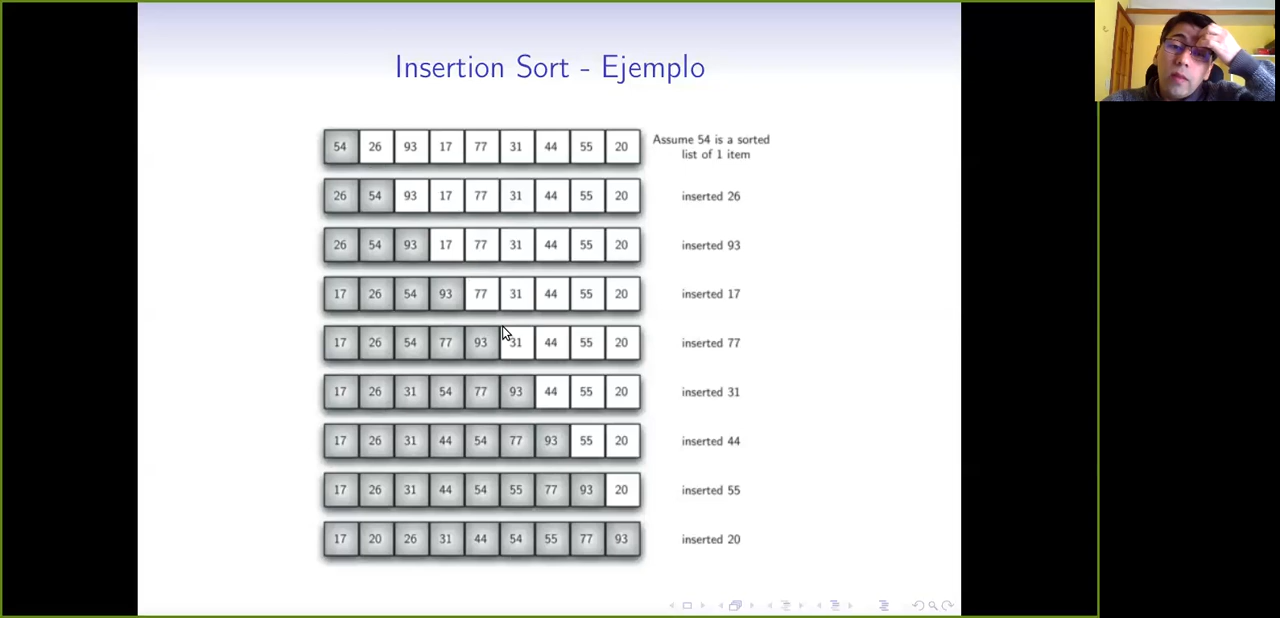 Insertion Sort - Ejemplo
54 26 93 17 77 31 44 55 20 Assume 54 is a sorted
list of 1 item
26 54 93 17 77 31 44 55 20 inserted 26
26 54 93 17 77 31 44 55 20 inserted 93
17 26 54 93 77 31 44 55 20 inserted 17
17 26 54 77 93 31 44 55 20 inserted 77
17 26 31 54 77 93 44 55 20 inserted 31
17 26 31 44 54 77 93 55 20 inserted 44
17 26 31 44 54 55 77 93 20 inserted 55
17 20 26 31 44 54 55 77 93 inserted 20